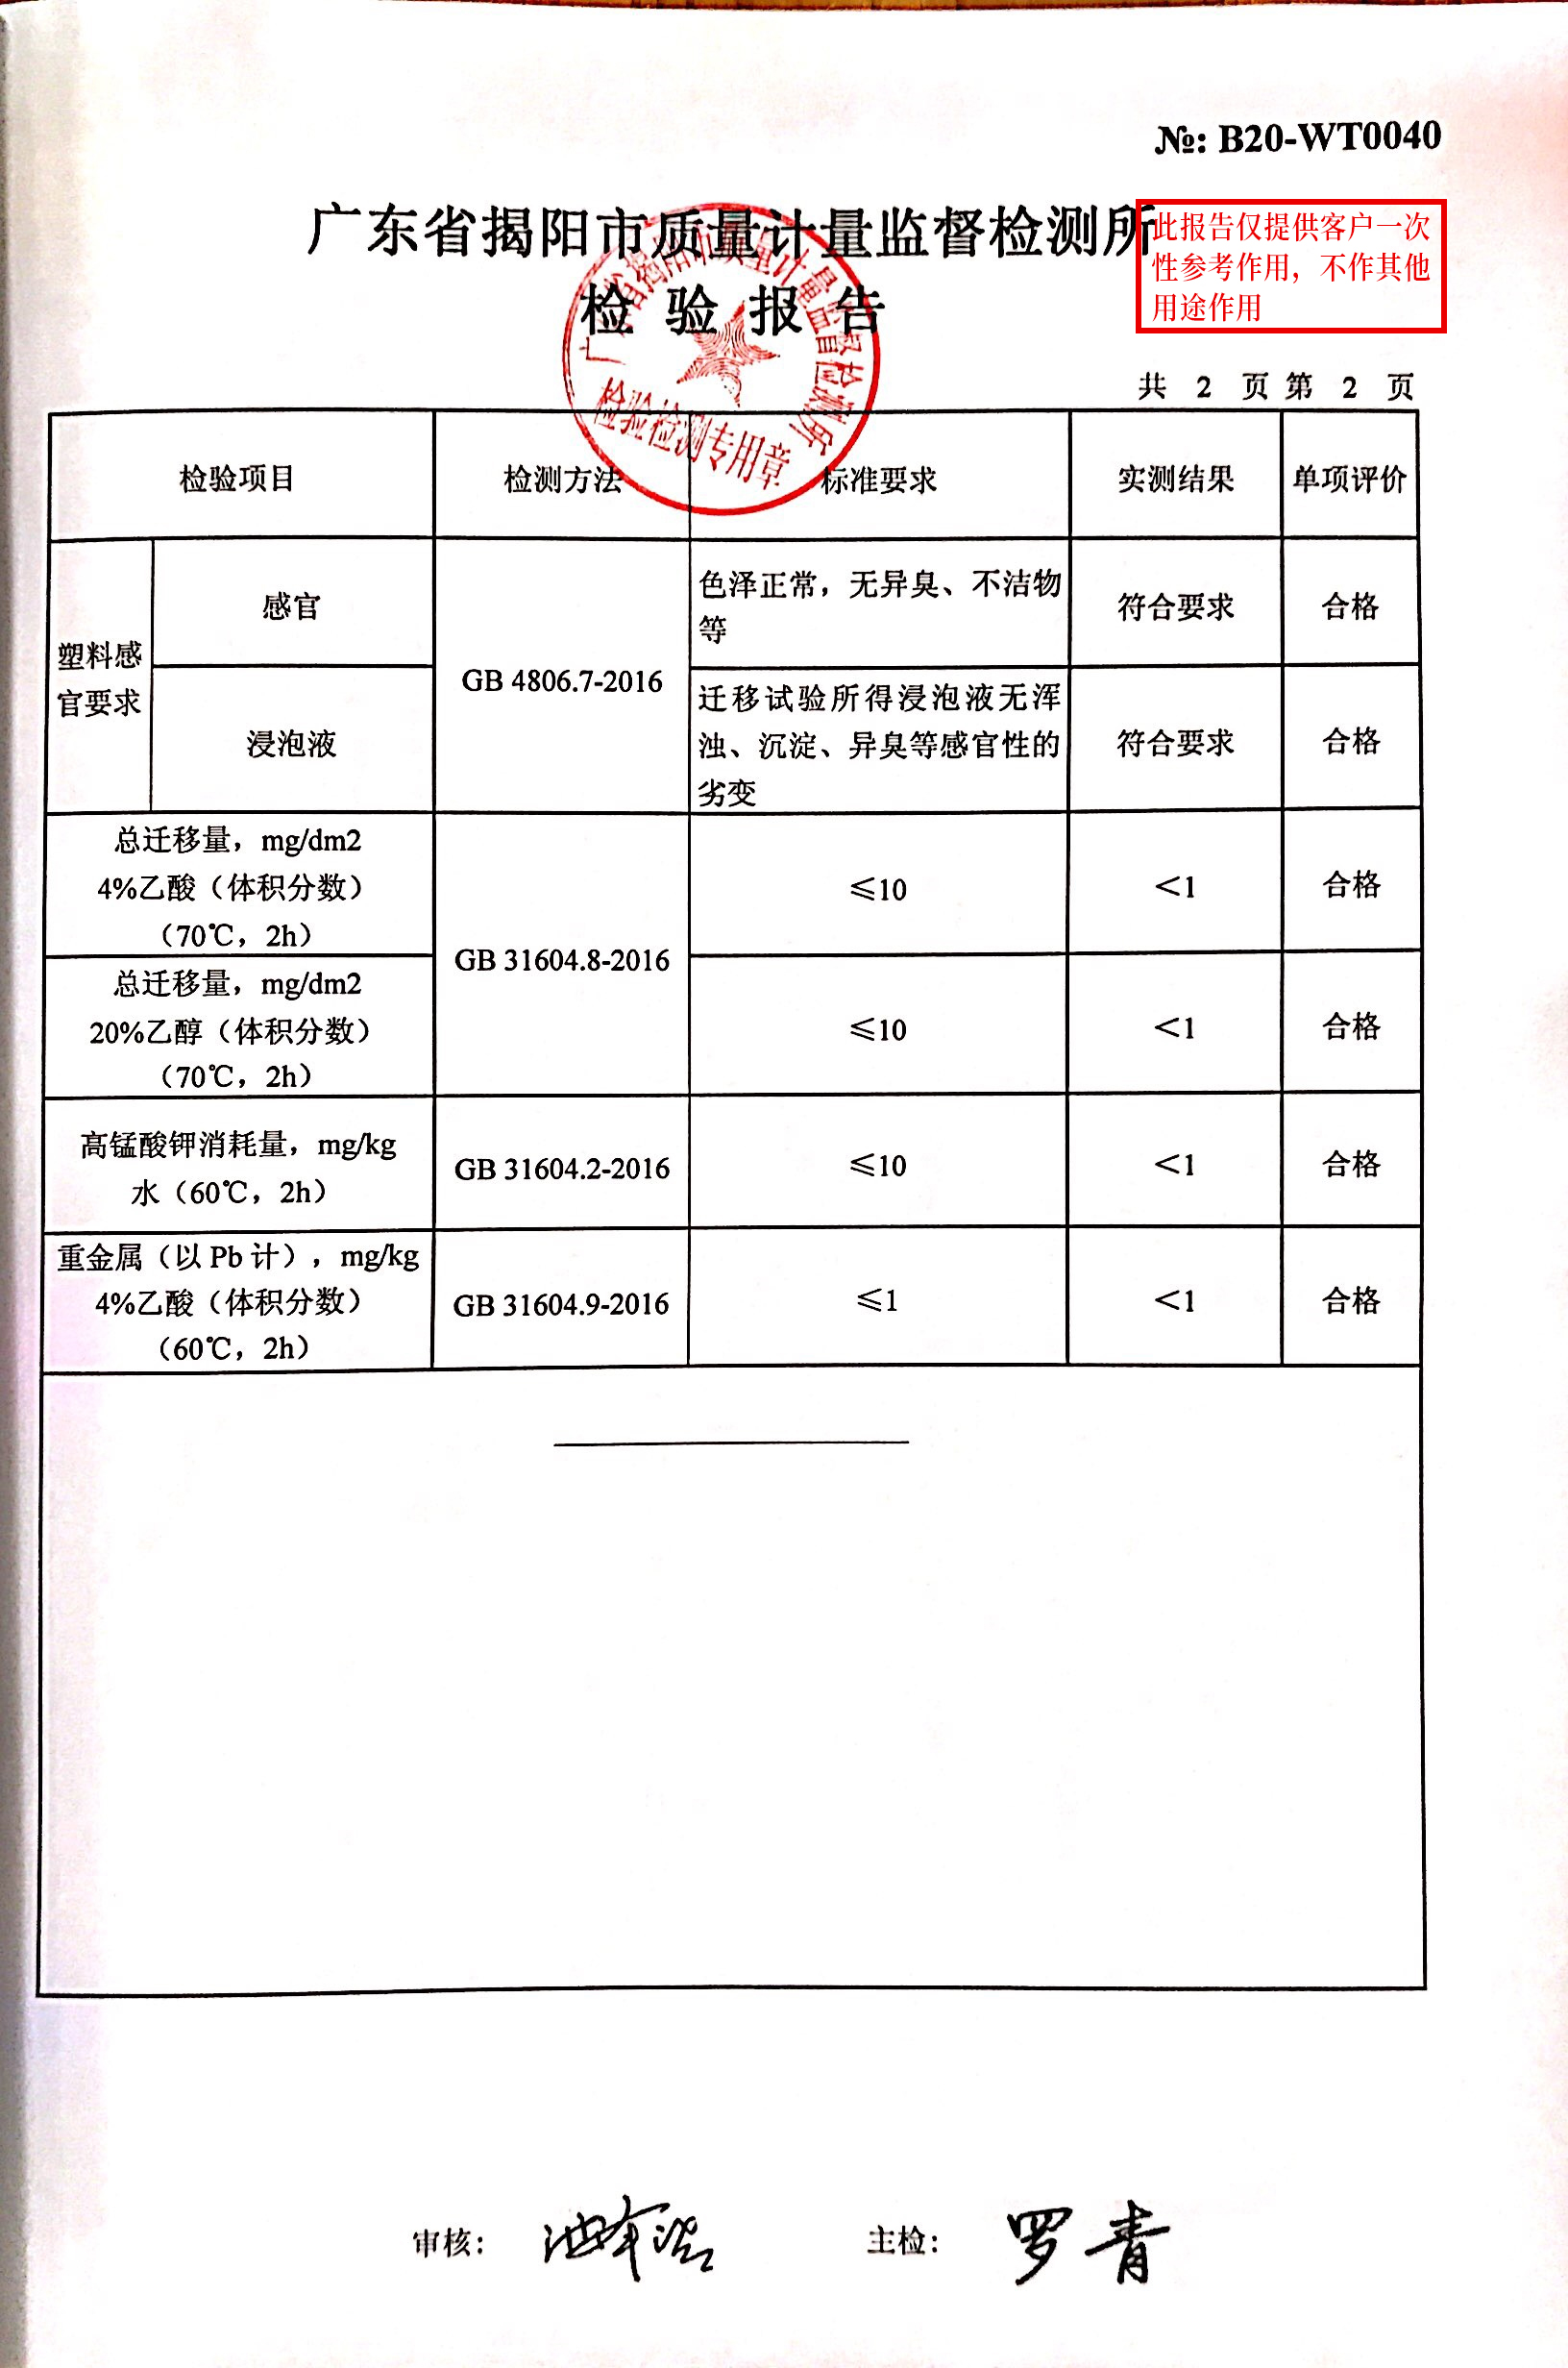 №: B20-WT0040
广东省揭阳市质量计量监督检测所
检验报告
此报告仅提供客户一次
性参考作用，不作其他
用途作用
广东省揭阳市质量计量监督检测所
检验检测专用章
共 2 页 第 2 页
检验项目 检测方法 标准要求 实测结果 单项评价
塑料感
官要求
感官
GB 4806.7-2016
色泽正常，无异臭、不洁物
等
符合要求 合格
浸泡液
迁移试验所得浸泡液无浑
浊、沉淀、异臭等感官性的
劣变
符合要求 合格
总迁移量，mg/dm2
4%乙酸（体积分数）
（70℃，2h）
GB 31604.8-2016
≤10 ＜1 合格
总迁移量，mg/dm2
20%乙醇（体积分数）
（70℃，2h）
≤10 ＜1 合格
高锰酸钾消耗量，mg/kg
水（60℃，2h）
GB 31604.2-2016 ≤10 ＜1 合格
重金属（以 Pb 计），mg/kg
4%乙酸（体积分数）
（60℃，2h）
GB 31604.9-2016 ≤1 ＜1 合格
审核： 主检： 罗青